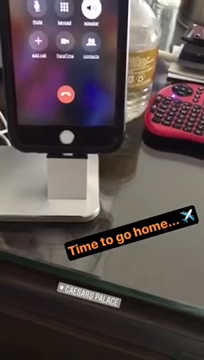 mute
keypad
speaker
add call
FaceTime
contacts
Time to go home... ✈️
CAESARS PALACE